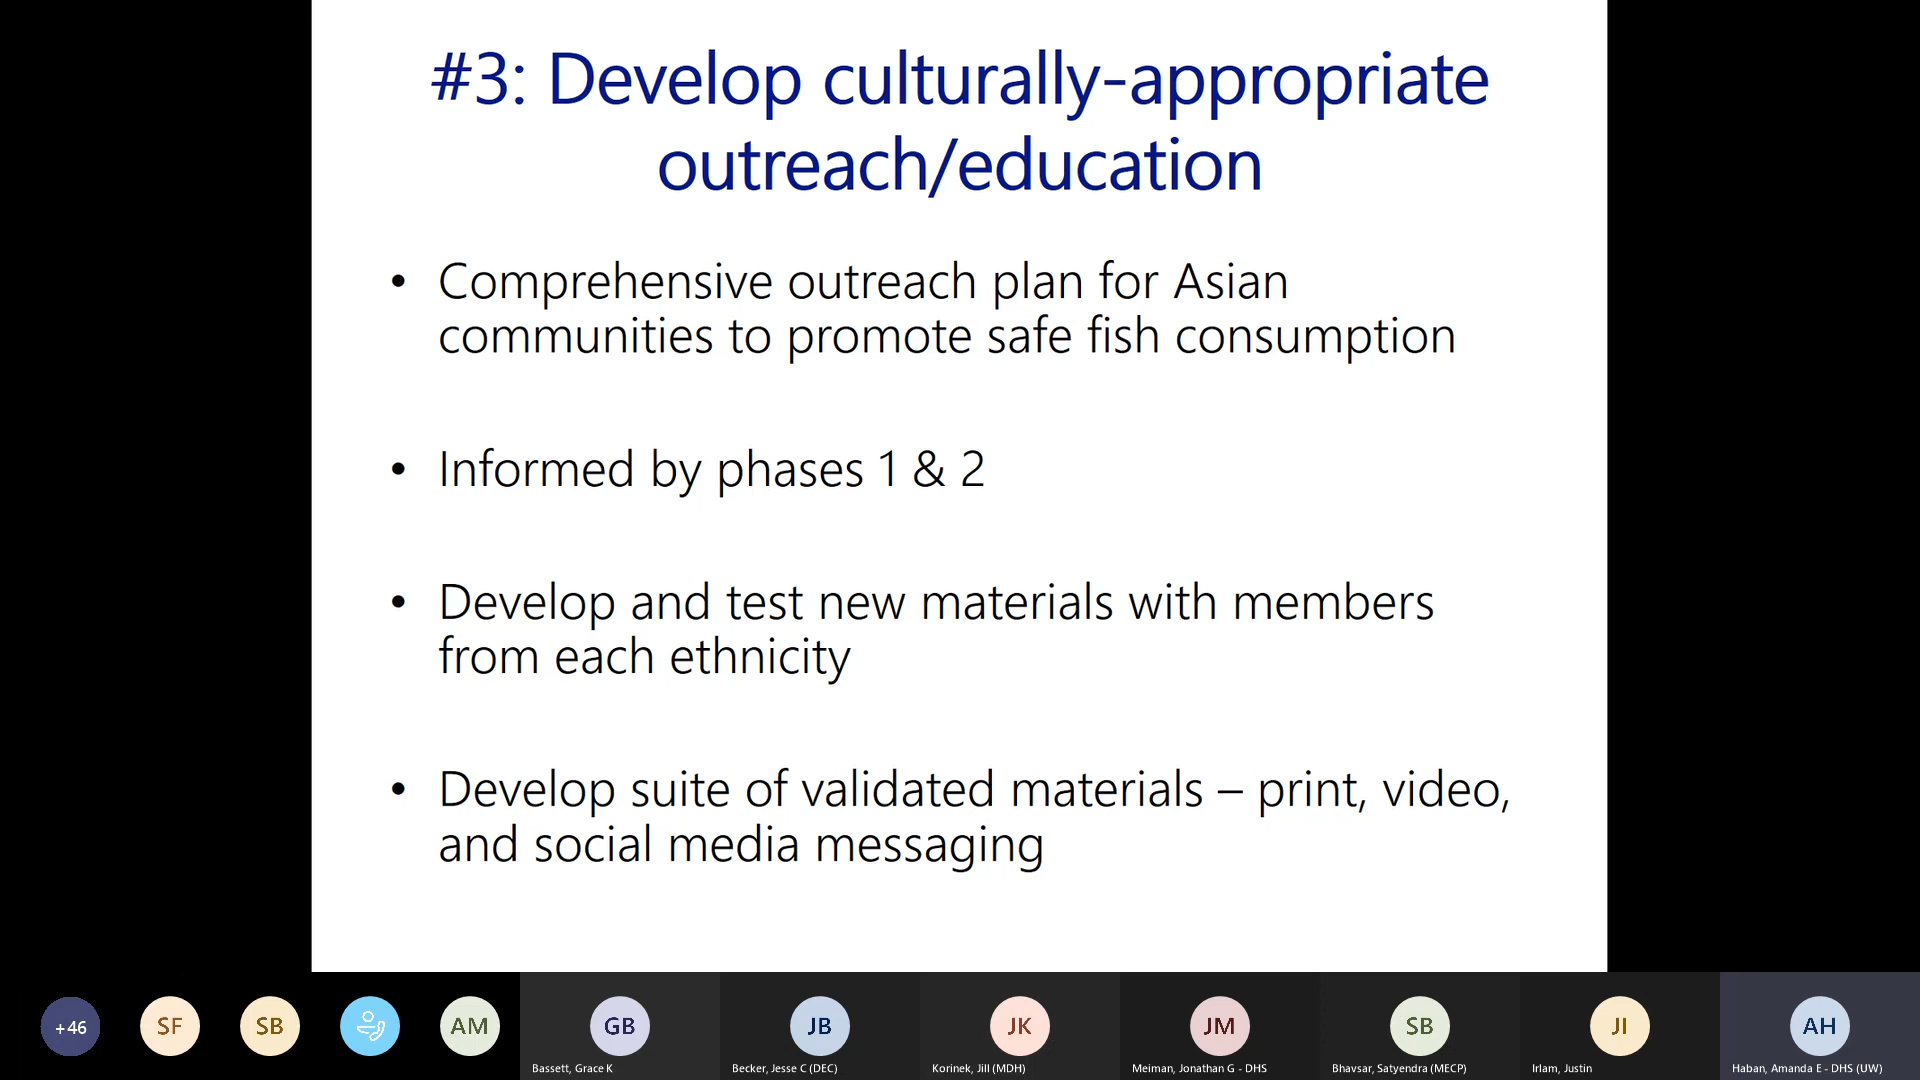 #3: Develop culturally-appropriate
outreach/education
• Comprehensive outreach plan for Asian
communities to promote safe fish consumption
• Informed by phases 1 & 2
• Develop and test new materials with members
from each ethnicity
• Develop suite of validated materials – print, video,
and social media messaging
+46
SF
SB
AM
GB
Bassett, Grace K
JB
Becker, Jesse C (DEC)
JK
Korinek, Jill (MDH)
JM
Meiman, Jonathan G - DHS
SB
Bhavsar, Satyendra (MECP)
JI
Irlam, Justin
AH
Haban, Amanda E - DHS (UW)